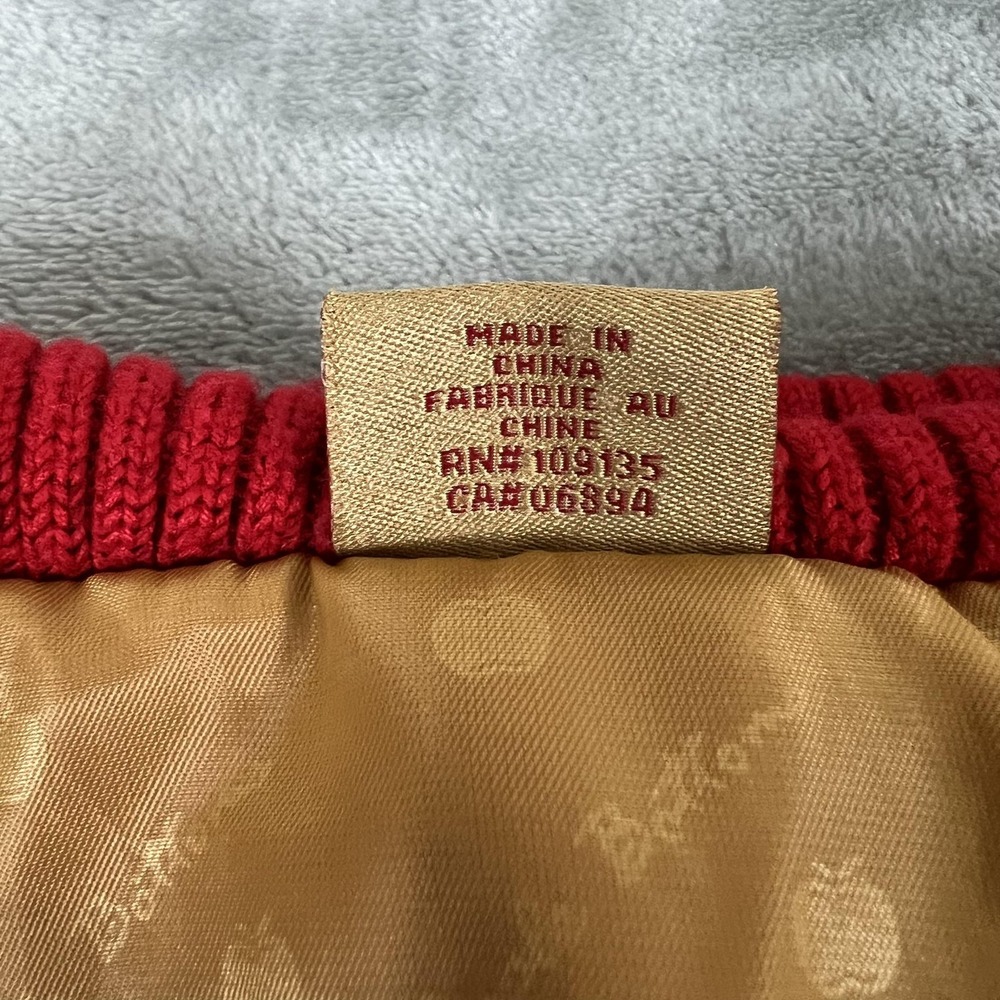 MADE IN
CHINA
FABRIQUE AU
CHINE
RN# 109135
CA# 06894